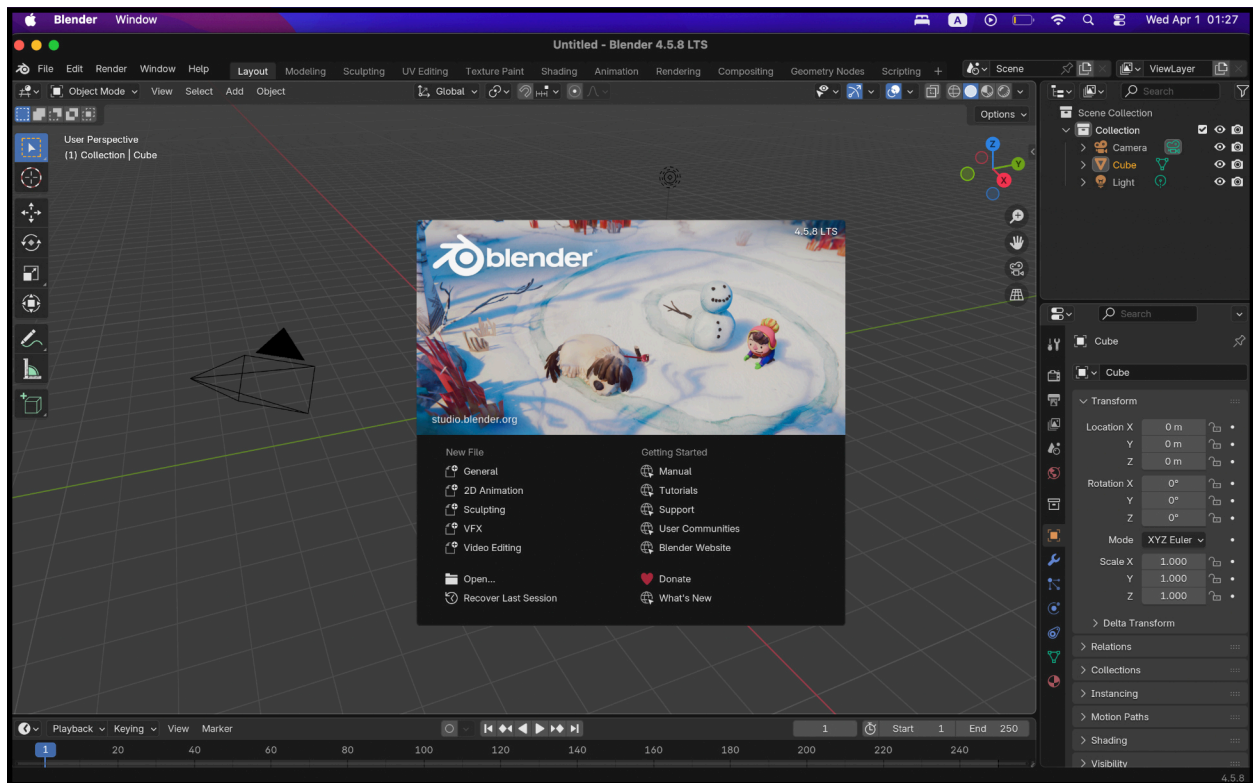 Blender Window A Wed Apr 1 01:27
Untitled - Blender 4.5.8 LTS
File Edit Render Window Help Layout Modeling Sculpting UV Editing Texture Paint Shading Animation Rendering Compositing Geometry Nodes Scripting + Scene ViewLayer
Object Mode View Select Add Object Global Search
Options
User Perspective
(1) Collection | Cube
Z
Y
X
Scene Collection
Collection
Camera
Cube
Light
4.5.8 LTS
blender
studio.blender.org
New File
General
2D Animation
Sculpting
VFX
Video Editing
Open...
Recover Last Session
Getting Started
Manual
Tutorials
Support
User Communities
Blender Website
Donate
What's New
Search
Cube
Cube
Transform
Location X 0 m
Y 0 m
Z 0 m
Rotation X 0°
Y 0°
Z 0°
Mode XYZ Euler
Scale X 1.000
Y 1.000
Z 1.000
Delta Transform
Relations
Collections
Instancing
Motion Paths
Shading
Visibility
Playback Keying View Marker 1 Start 1 End 250
1 20 40 60 80 100 120 140 160 180 200 220 240
4.5.8